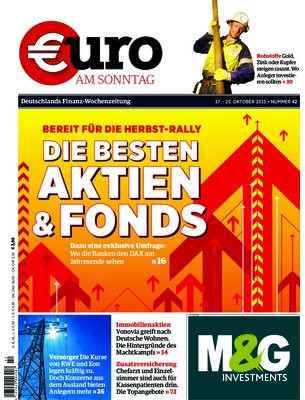 €uro
AM SONNTAG
Rohstoffe Gold,
Zink oder Kupfer
steigen rasant. Wo
Anleger investie-
ren sollten » 30
Deutschlands Finanz-Wochenzeitung
17. – 23. OKTOBER 2015 • NUMMER 42
BEREIT FÜR DIE HERBST-RALLY
DIE BESTEN
AKTIEN
& FONDS
Dazu eine exklusive Umfrage:
Wo die Banken den DAX am
Jahresende sehen » 16
Versorger Die Kurse
von RWE und Eon
legen kräftig zu.
Doch Konzerne aus
dem Ausland bieten
Anlegern mehr » 26
Immobilienaktien
Vonovia greift nach
Deutsche Wohnen.
Die Hintergründe des
Machtkampfs » 34
Zusatzversicherung
Chefarzt und Einzel-
zimmer sind auch für
Kassenpatienten drin.
Die Topangebote » 72
M&G
INVESTMENTS